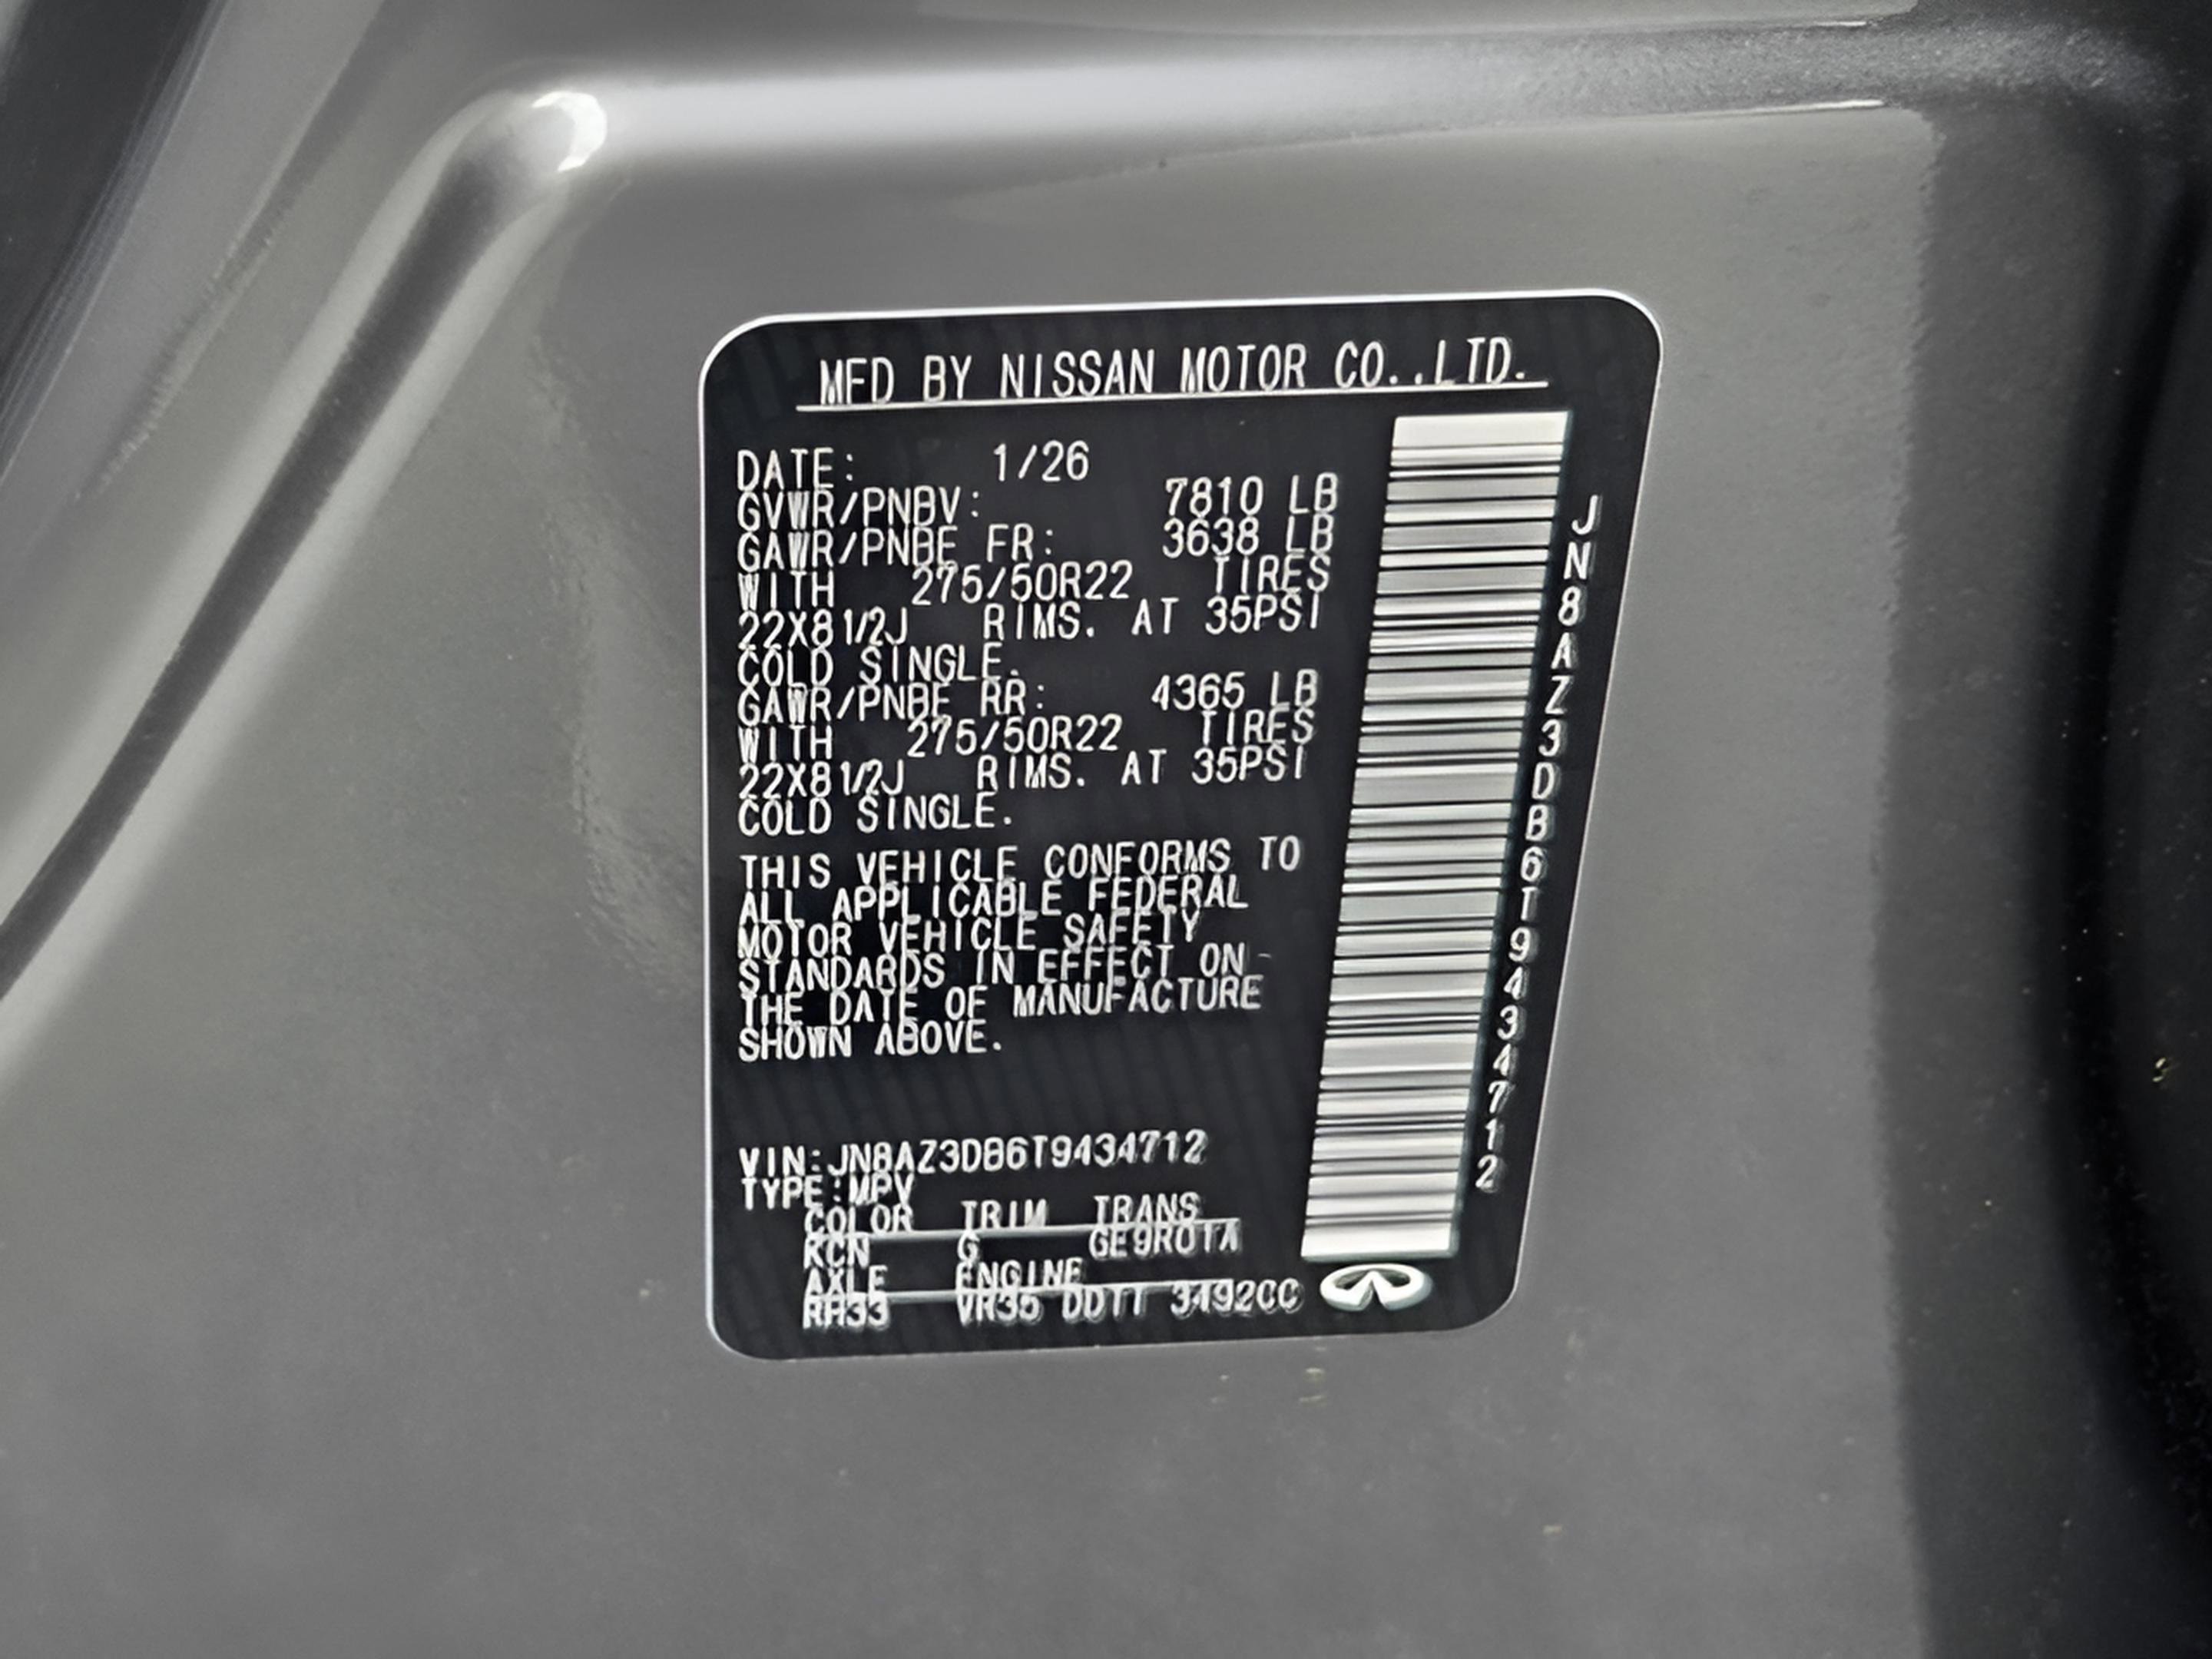 MFD BY NISSAN MOTOR CO.,LTD.
DATE: 1/26
GVWR/PNBV: 7810 LB
GAWR/PNBE FR: 3638 LB
WITH 275/50R22 TIRES
22X8 1/2J RIMS. AT 35PSI
COLD SINGLE.
GAWR/PNBE RR: 4365 LB
WITH 275/50R22 TIRES
22X8 1/2J RIMS. AT 35PSI
COLD SINGLE.
THIS VEHICLE CONFORMS TO
ALL APPLICABLE FEDERAL
MOTOR VEHICLE SAFETY
STANDARDS IN EFFECT ON
THE DATE OF MANUFACTURE
SHOWN ABOVE.
VIN:JN8AZ3DB6T9434712
TYPE:MPV
COLOR TRIM TRANS
KCN G GE9R01A
AXLE ENGINE
VR35 DDTT 3492CC
JN8AZ3DB6T9434712